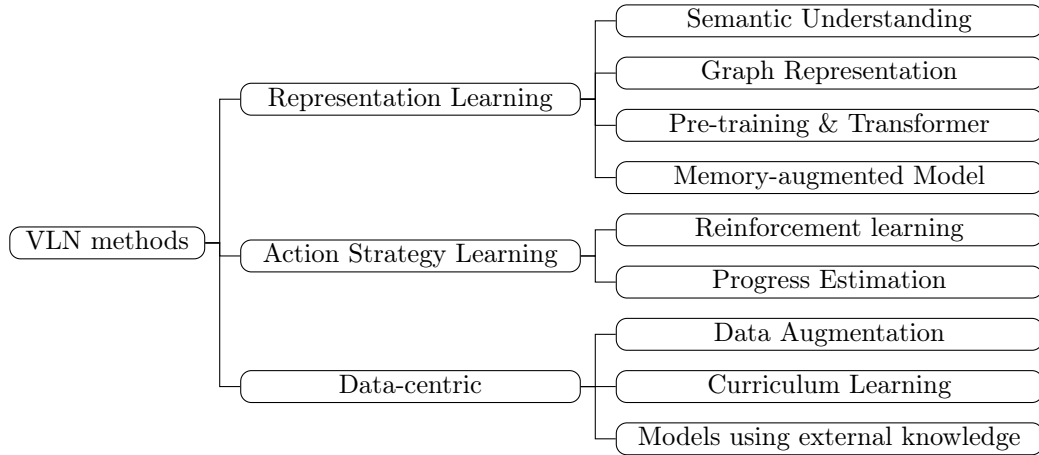 VLN methods
Representation Learning
Semantic Understanding
Graph Representation
Pre-training & Transformer
Memory-augmented Model
Action Strategy Learning
Reinforcement learning
Progress Estimation
Data-centric
Data Augmentation
Curriculum Learning
Models using external knowledge